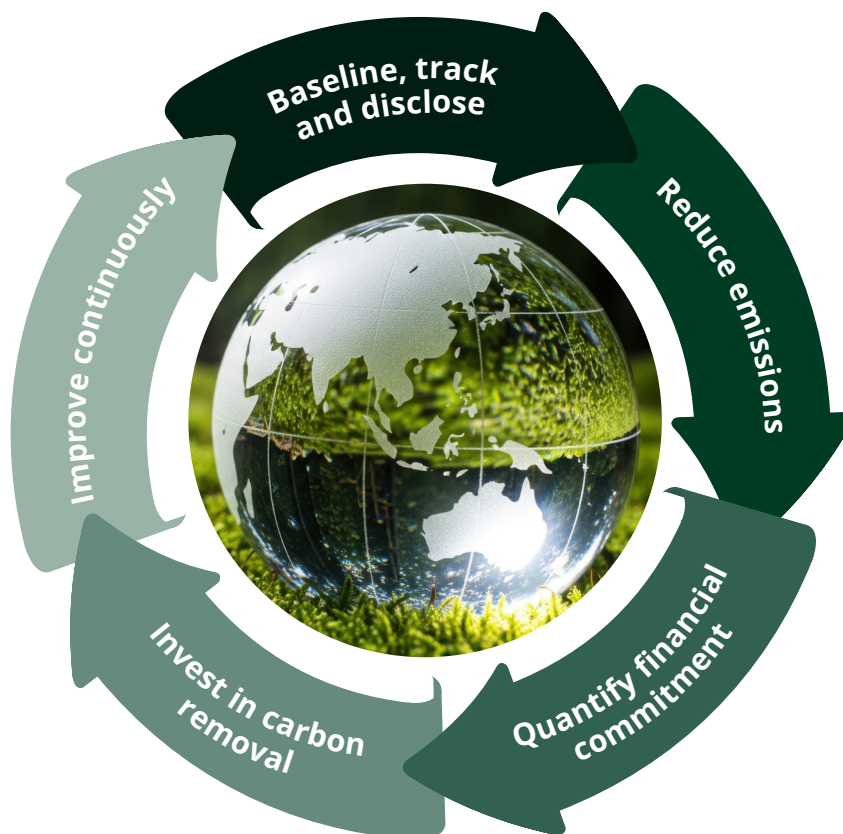 Baseline, track
and disclose
Reduce emissions
Quantify financial
commitment
Invest in carbon
removal
Improve continuously